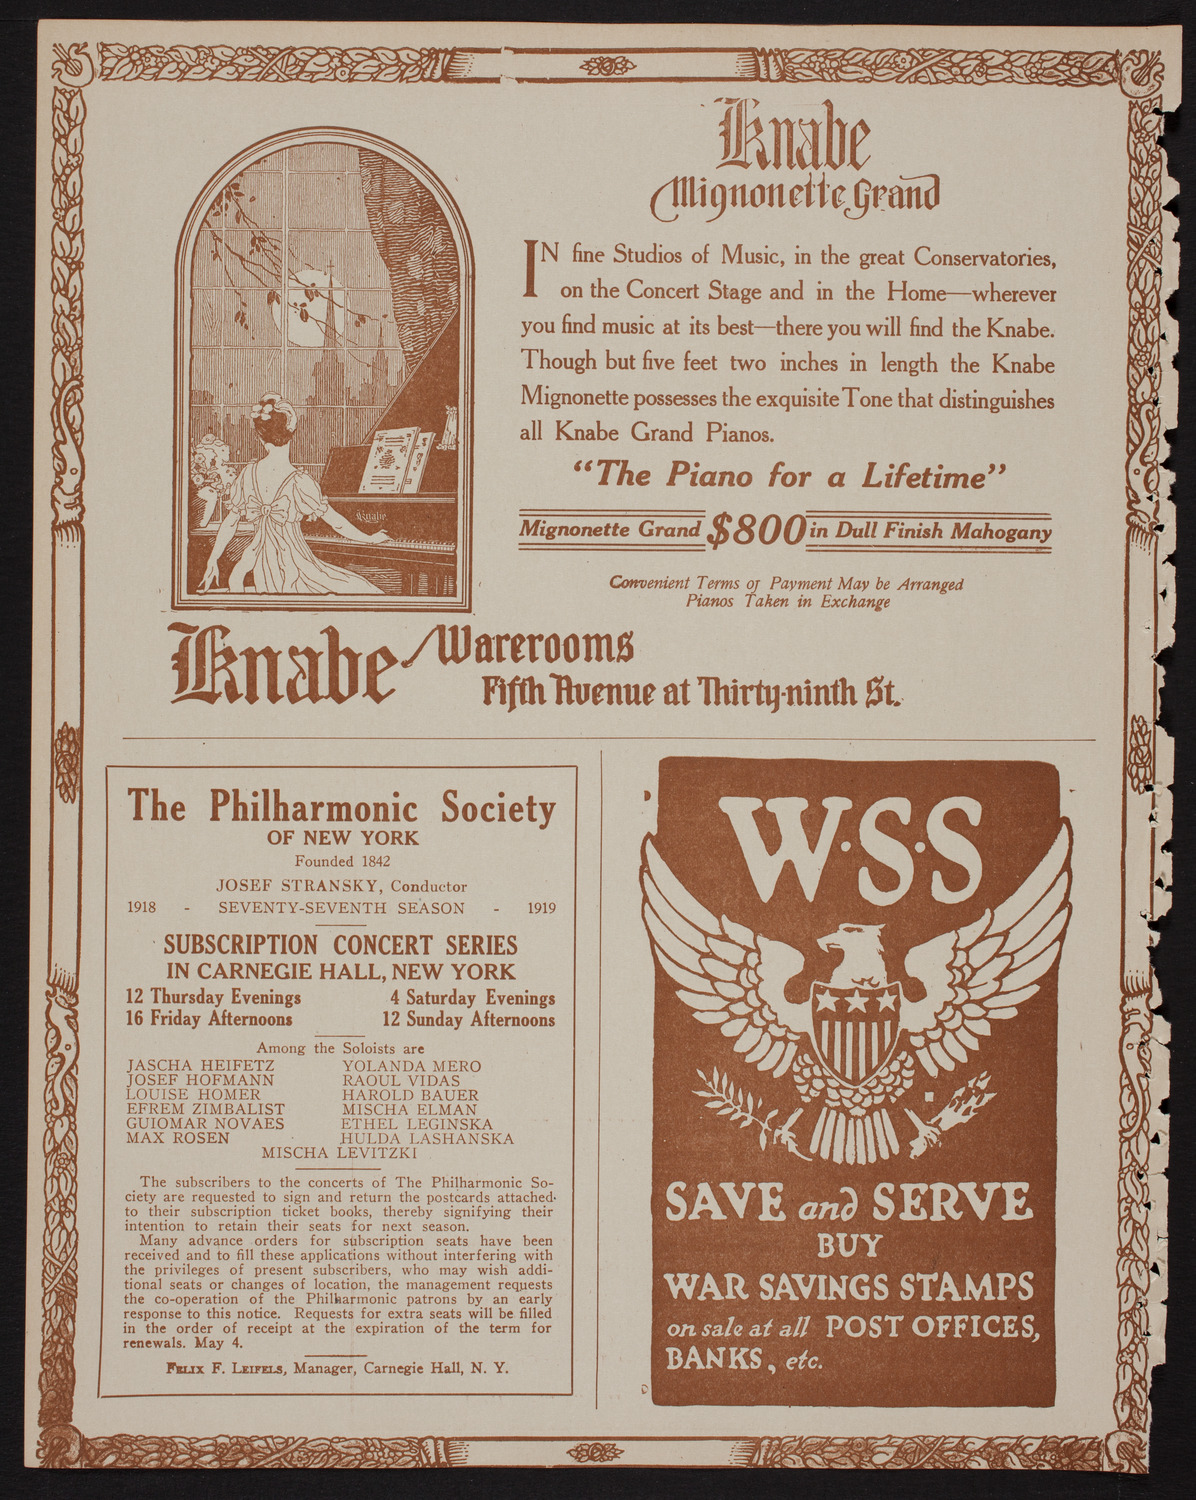 Knabe
Mignonette Grand
IN fine Studios of Music, in the great Conservatories,
on the Concert Stage and in the Home—wherever
you find music at its best—there you will find the Knabe.
Though but five feet two inches in length the Knabe
Mignonette possesses the exquisite Tone that distinguishes
all Knabe Grand Pianos.
"The Piano for a Lifetime"
Mignonette Grand $800 in Dull Finish Mahogany
Convenient Terms of Payment May be Arranged
Pianos Taken in Exchange
Knabe
Knabe Warerooms
Fifth Avenue at Thirty-ninth St.
The Philharmonic Society
OF NEW YORK
Founded 1842
JOSEF STRANSKY, Conductor
1918 - SEVENTY-SEVENTH SEASON - 1919
SUBSCRIPTION CONCERT SERIES
IN CARNEGIE HALL, NEW YORK
12 Thursday Evenings 4 Saturday Evenings
16 Friday Afternoons 12 Sunday Afternoons
Among the Soloists are
JASCHA HEIFETZ YOLANDA MERO
JOSEF HOFMANN RAOUL VIDAS
LOUISE HOMER HAROLD BAUER
EFREM ZIMBALIST MISCHA ELMAN
GUIOMAR NOVAES ETHEL LEGINSKA
MAX ROSEN HULDA LASHANSKA
MISCHA LEVITZKI
The subscribers to the concerts of The Philharmonic So-
ciety are requested to sign and return the postcards attached
to their subscription ticket books, thereby signifying their
intention to retain their seats for next season.
Many advance orders for subscription seats have been
received and to fill these applications without interfering with
the privileges of present subscribers, who may wish addi-
tional seats or changes of location, the management requests
the co-operation of the Philharmonic patrons by an early
response to this notice. Requests for extra seats will be filled
in the order of receipt at the expiration of the term for
renewals. May 4.
FELIX F. LEIFELS, Manager, Carnegie Hall, N. Y.
W·S·S
SAVE and SERVE
BUY
WAR SAVINGS STAMPS
on sale at all POST OFFICES,
BANKS, etc.